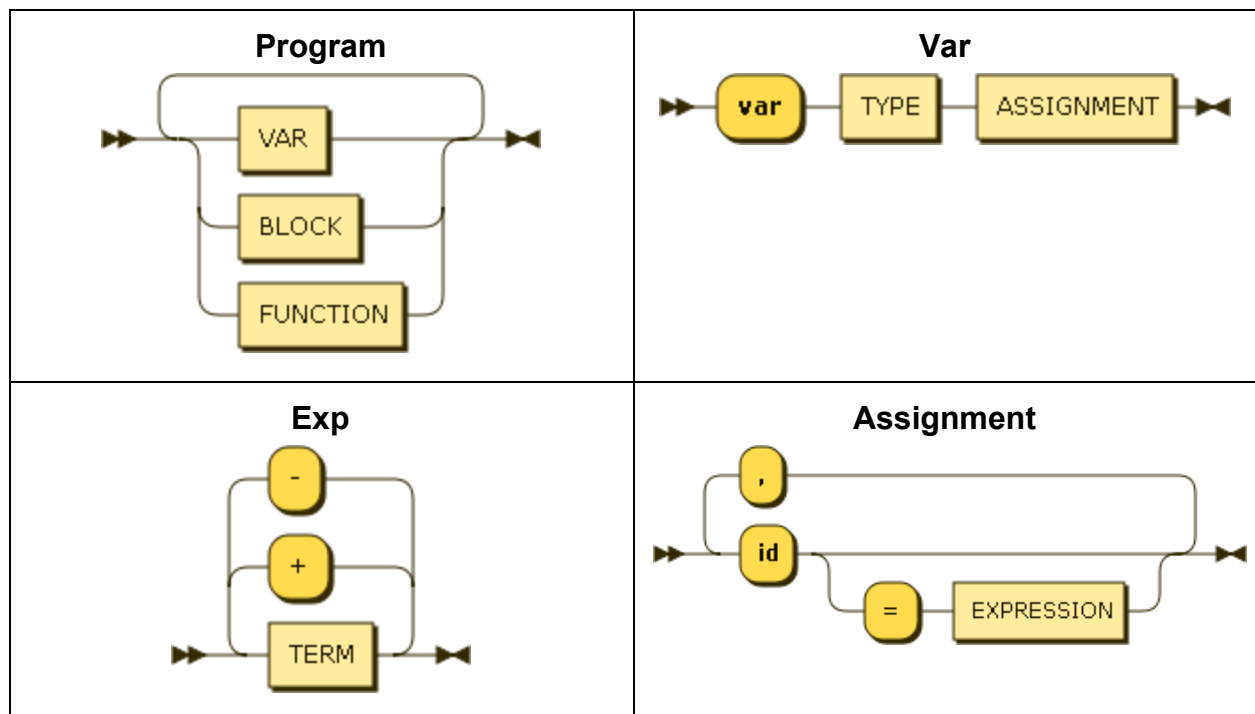 Program
VAR
BLOCK
FUNCTION
Var
var TYPE ASSIGNMENT
Exp
-
+
TERM
Assignment
,
id
= EXPRESSION